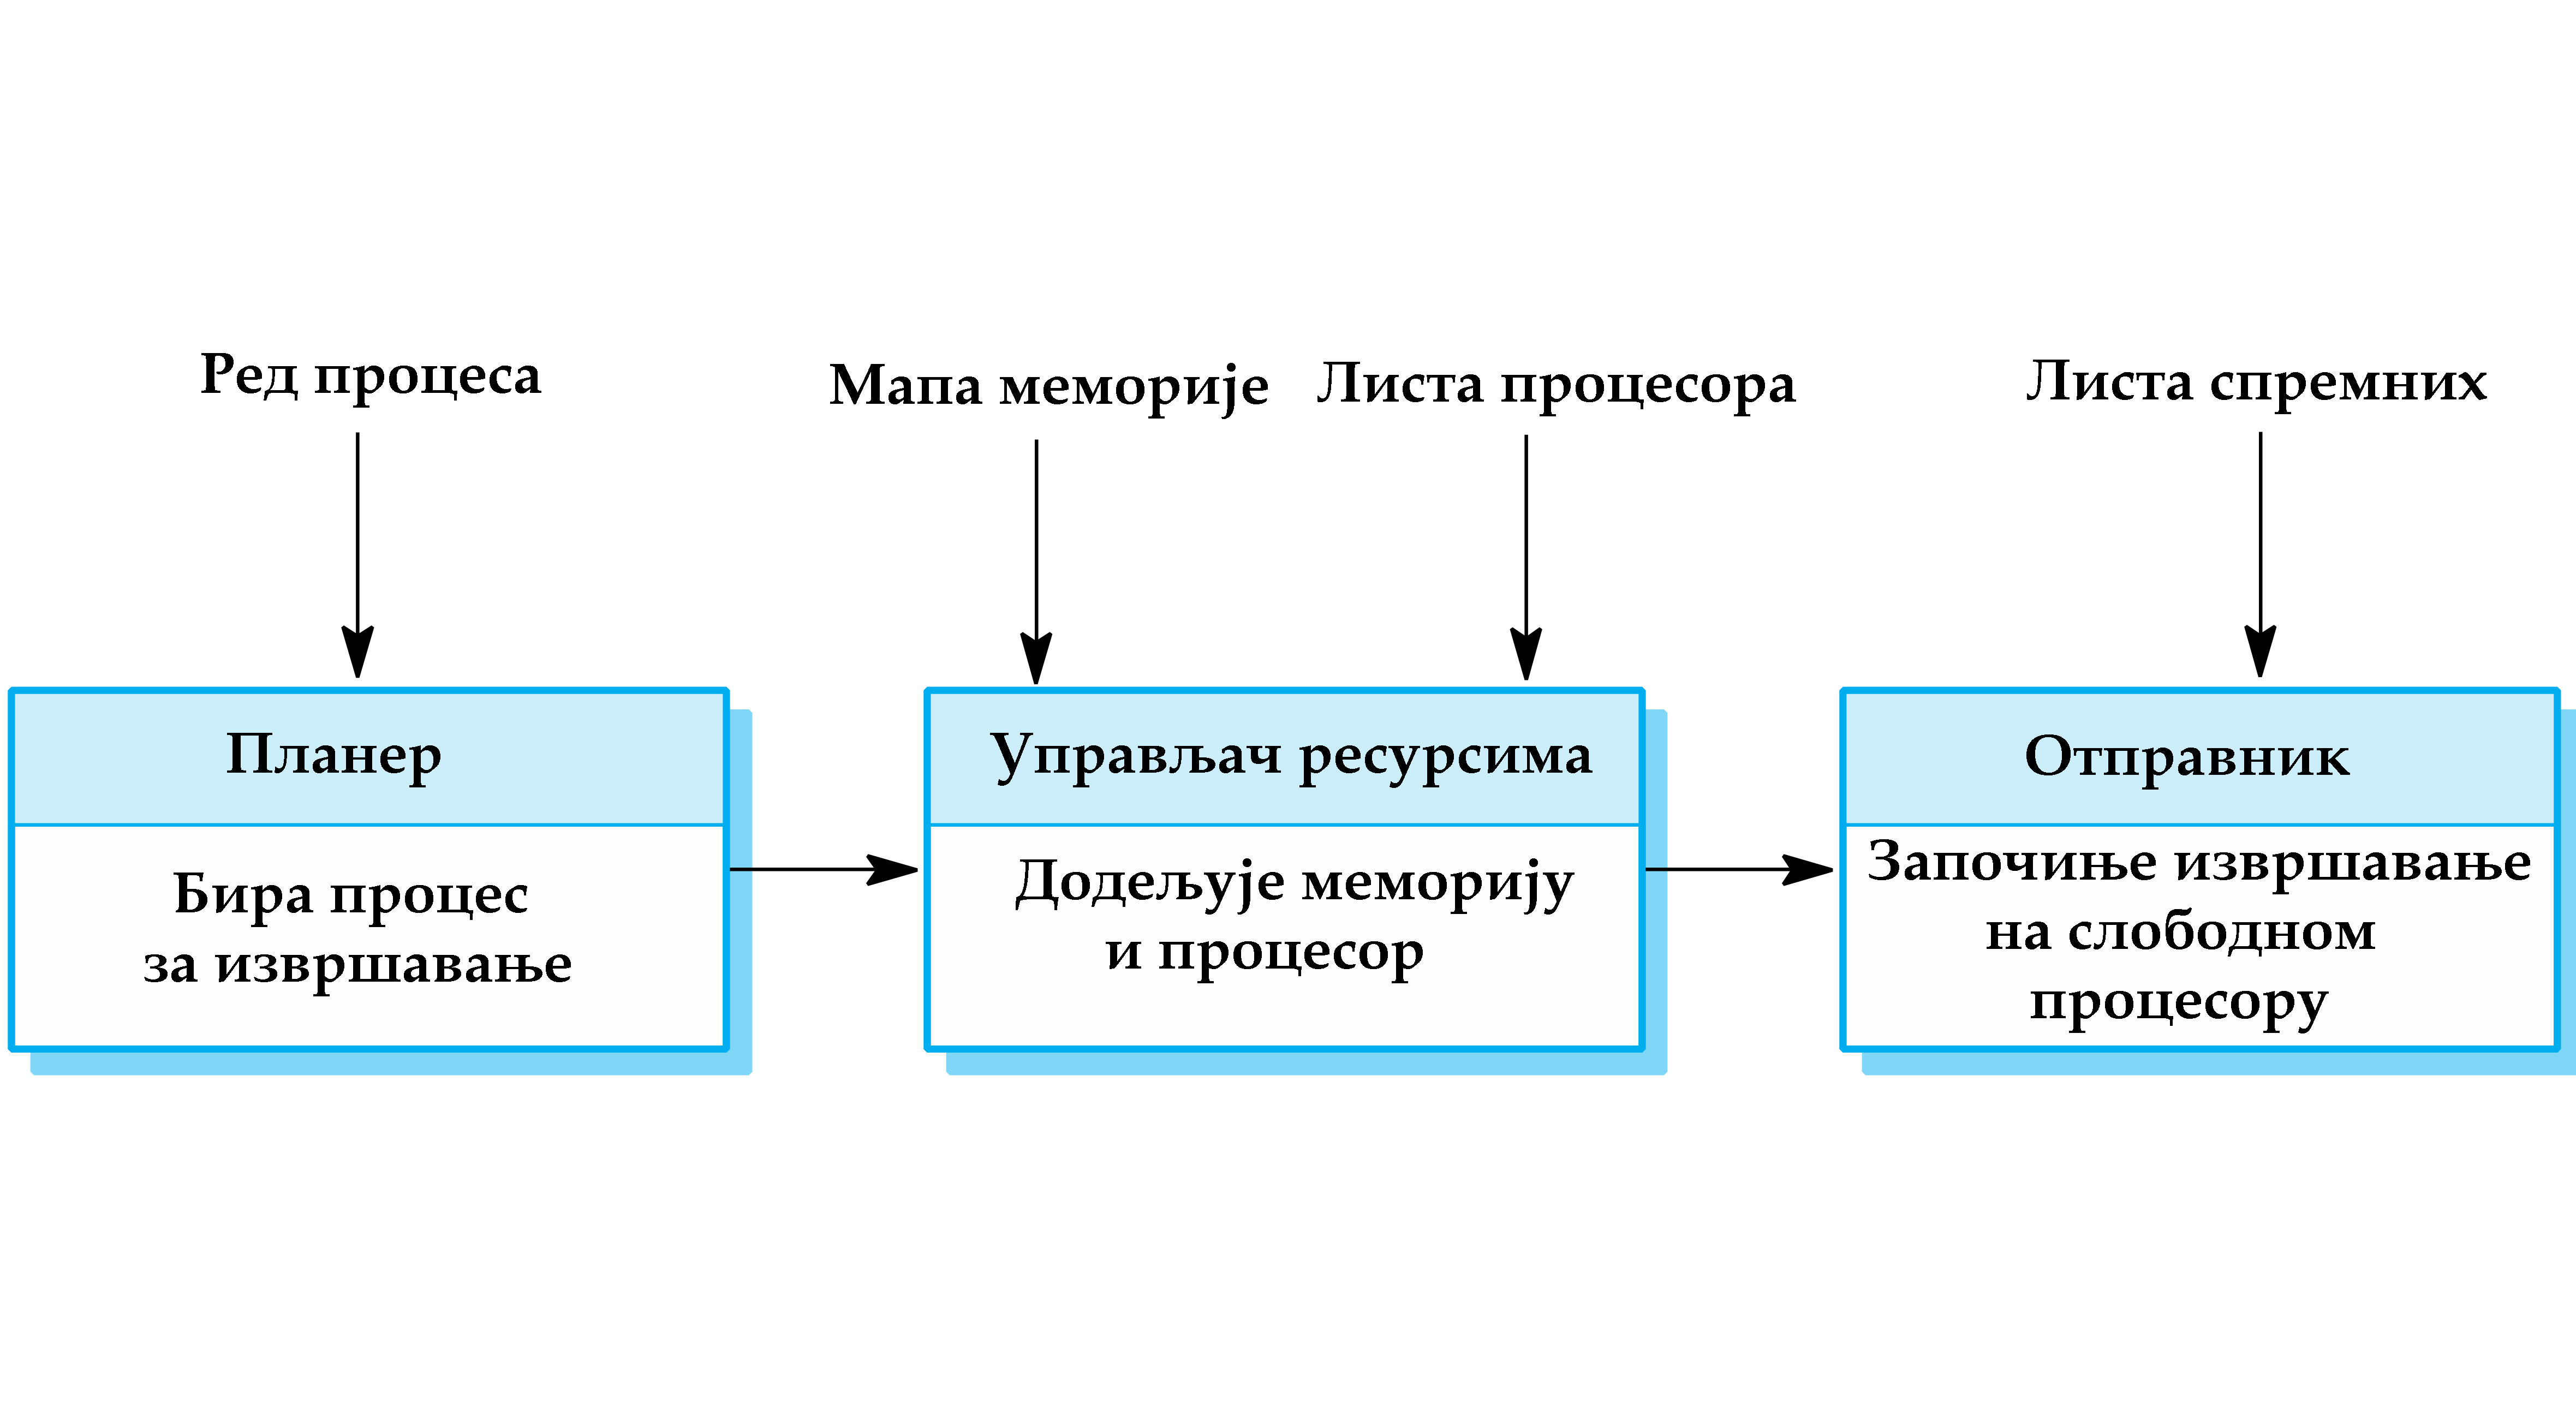 Ред процеса
Мапа меморије
Листа процесора
Листа спремних
Планер
Бира процес
за извршавање
Управљач ресурсима
Додељује меморију
и процесор
Отправник
Започиње извршавање
на слободном
процесору